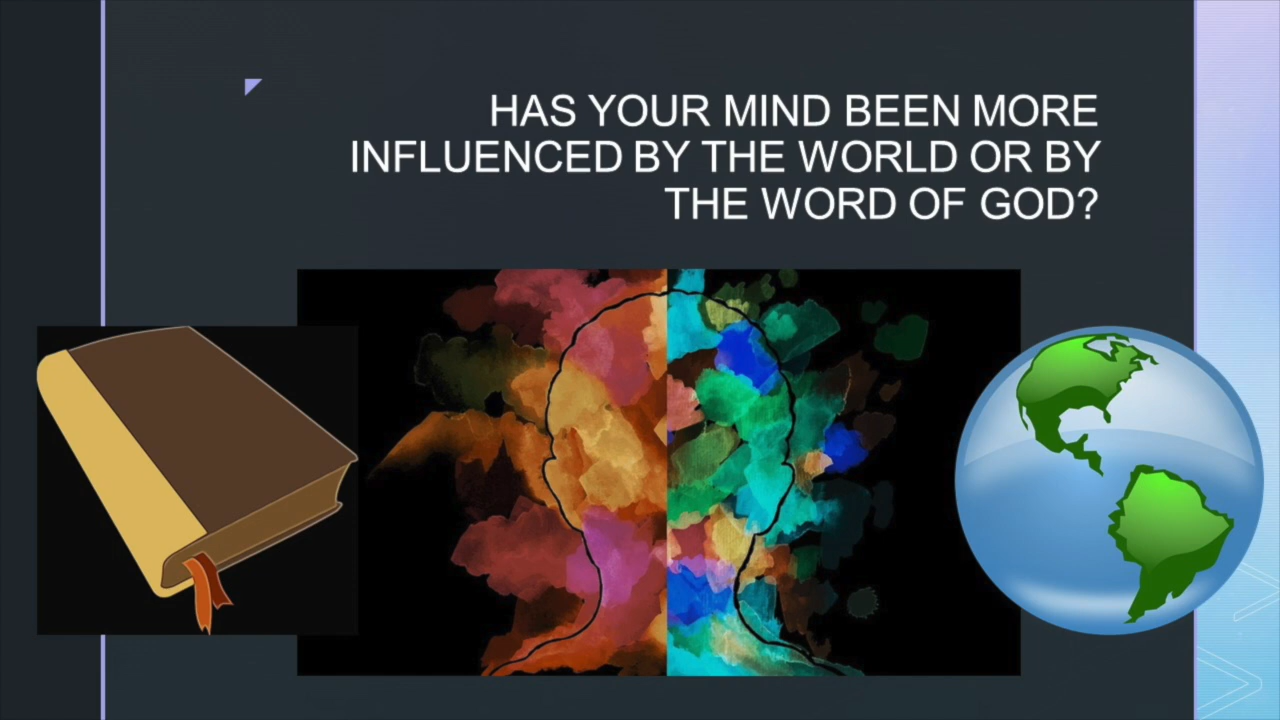 HAS YOUR MIND BEEN MORE
INFLUENCED BY THE WORLD OR BY
THE WORD OF GOD?